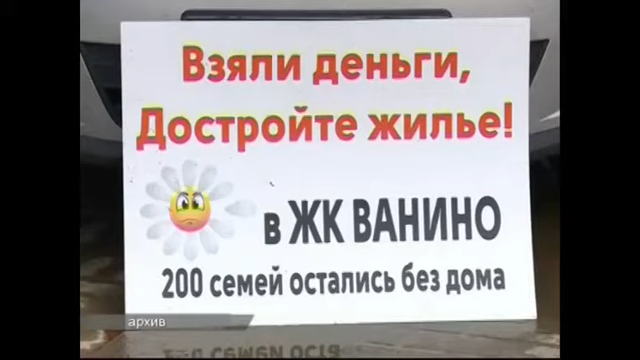 Взяли деньги,
Достройте жилье!
в ЖК ВАНИНО
200 семей остались без дома
архив